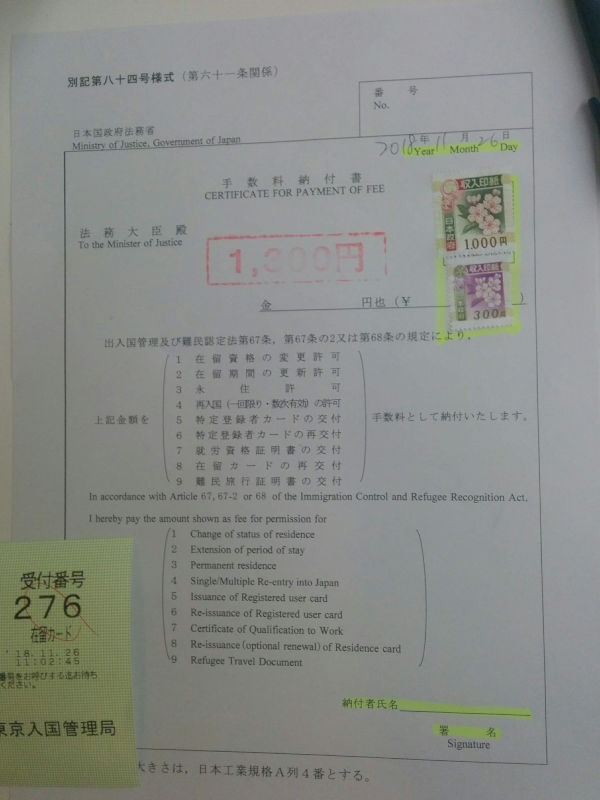 別記第八十四号様式（第六十一条関係）
番 号
No.
日本国政府法務省
Ministry of Justice, Government of Japan
2018年 11月 26日
Year Month Day
手 数 料 納 付 書
CERTIFICATE FOR PAYMENT OF FEE
法 務 大 臣 殿
To the Minister of Justice
収入印紙
日本政府
1,000円
1,300円
収入印紙
300円
金 円也（￥ ）
出入国管理及び難民認定法第67条，第67条の2又は第68条の規定により，
上記金額を
1 在留資格の変更許可
2 在留期間の更新許可
3 永住許可
4 再入国（一回限り・数次有効）の許可
5 特定登録者カードの交付
6 特定登録者カードの再交付
7 就労資格証明書の交付
8 在留カードの再交付
9 難民旅行証明書の交付
手数料として納付いたします。
In accordance with Article 67, 67-2 or 68 of the Immigration Control and Refugee Recognition Act,
I hereby pay the amount shown as fee for permission for
1 Change of status of residence
2 Extension of period of stay
3 Permanent residence
4 Single/Multiple Re-entry into Japan
5 Issuance of Registered user card
6 Re-issuance of Registered user card
7 Certificate of Qualification to Work
8 Re-issuance (optional renewal) of Residence card
9 Refugee Travel Document
納付者氏名
署 名
Signature
大きさは，日本工業規格Ａ列４番とする。
受付番号
276
在留カード
'18.11.26
11:02:45
番号をお呼びする迄お待ち
ください。
東京入国管理局